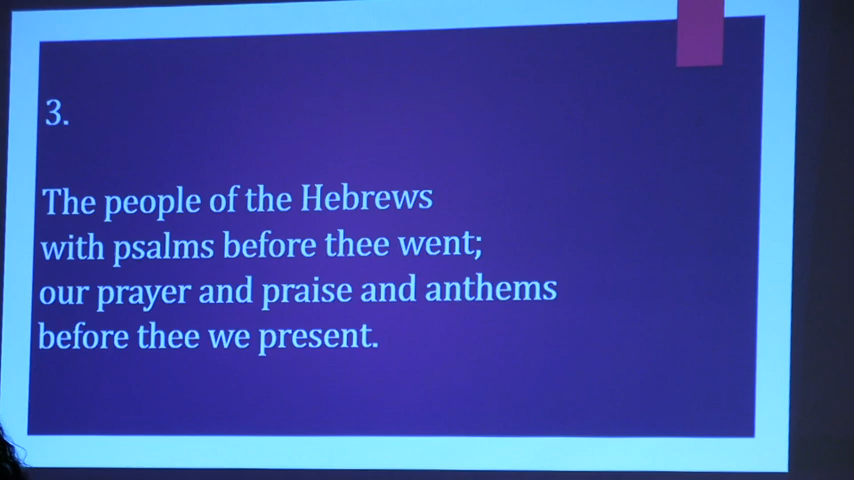 3.
The people of the Hebrews
with psalms before thee went;
our prayer and praise and anthems
before thee we present.